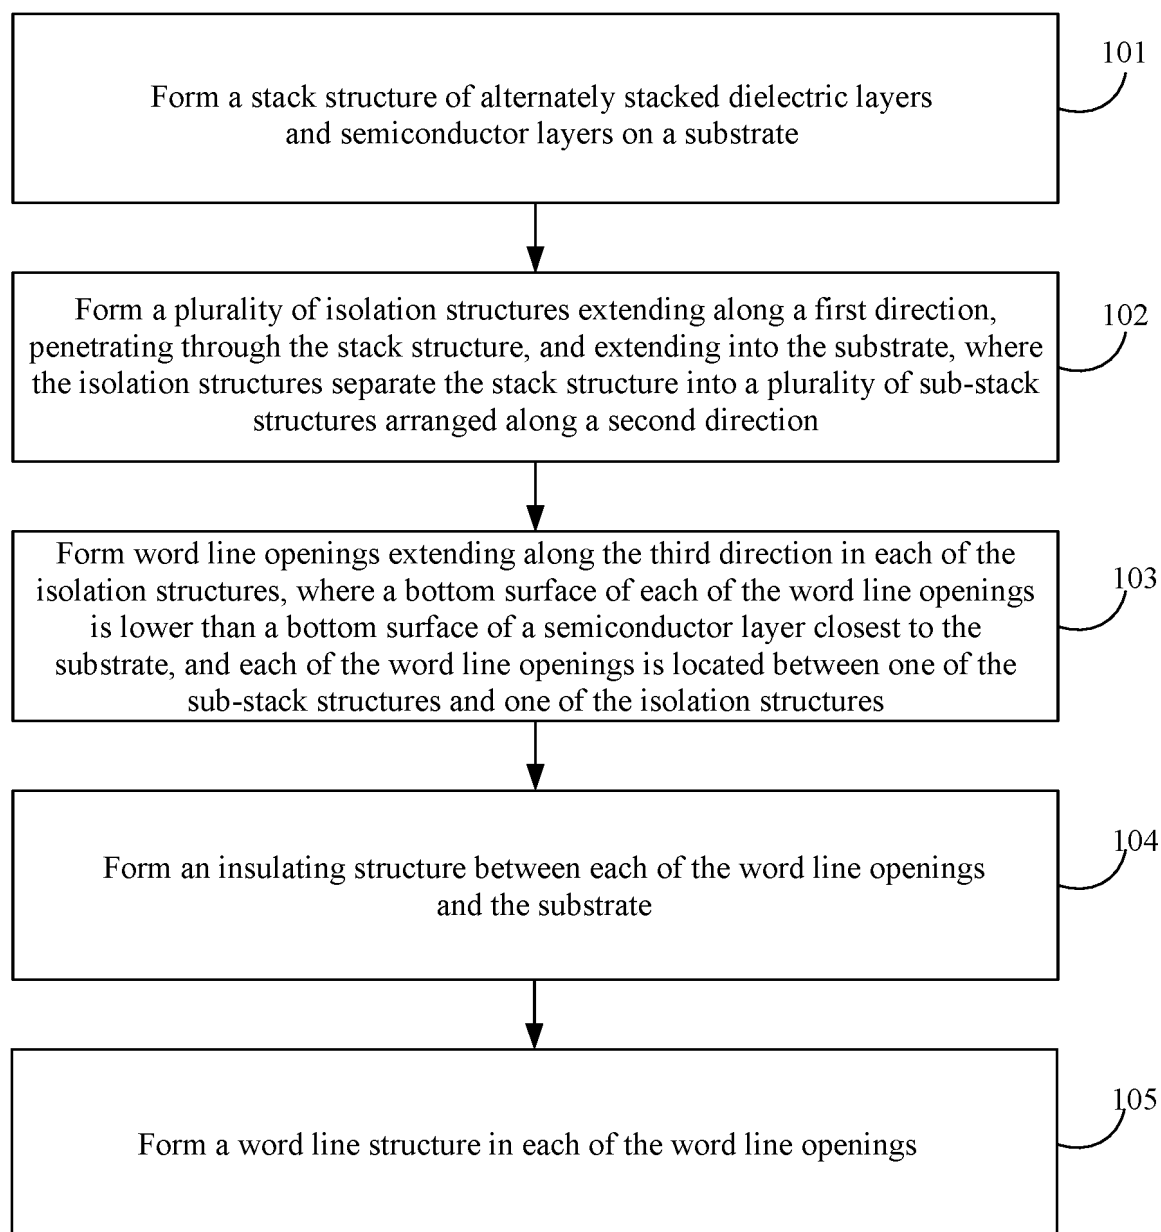 101
Form a stack structure of alternately stacked dielectric layers
and semiconductor layers on a substrate
102
Form a plurality of isolation structures extending along a first direction,
penetrating through the stack structure, and extending into the substrate, where
the isolation structures separate the stack structure into a plurality of sub-stack
structures arranged along a second direction
103
Form word line openings extending along the third direction in each of the
isolation structures, where a bottom surface of each of the word line openings
is lower than a bottom surface of a semiconductor layer closest to the
substrate, and each of the word line openings is located between one of the
sub-stack structures and one of the isolation structures
104
Form an insulating structure between each of the word line openings
and the substrate
105
Form a word line structure in each of the word line openings